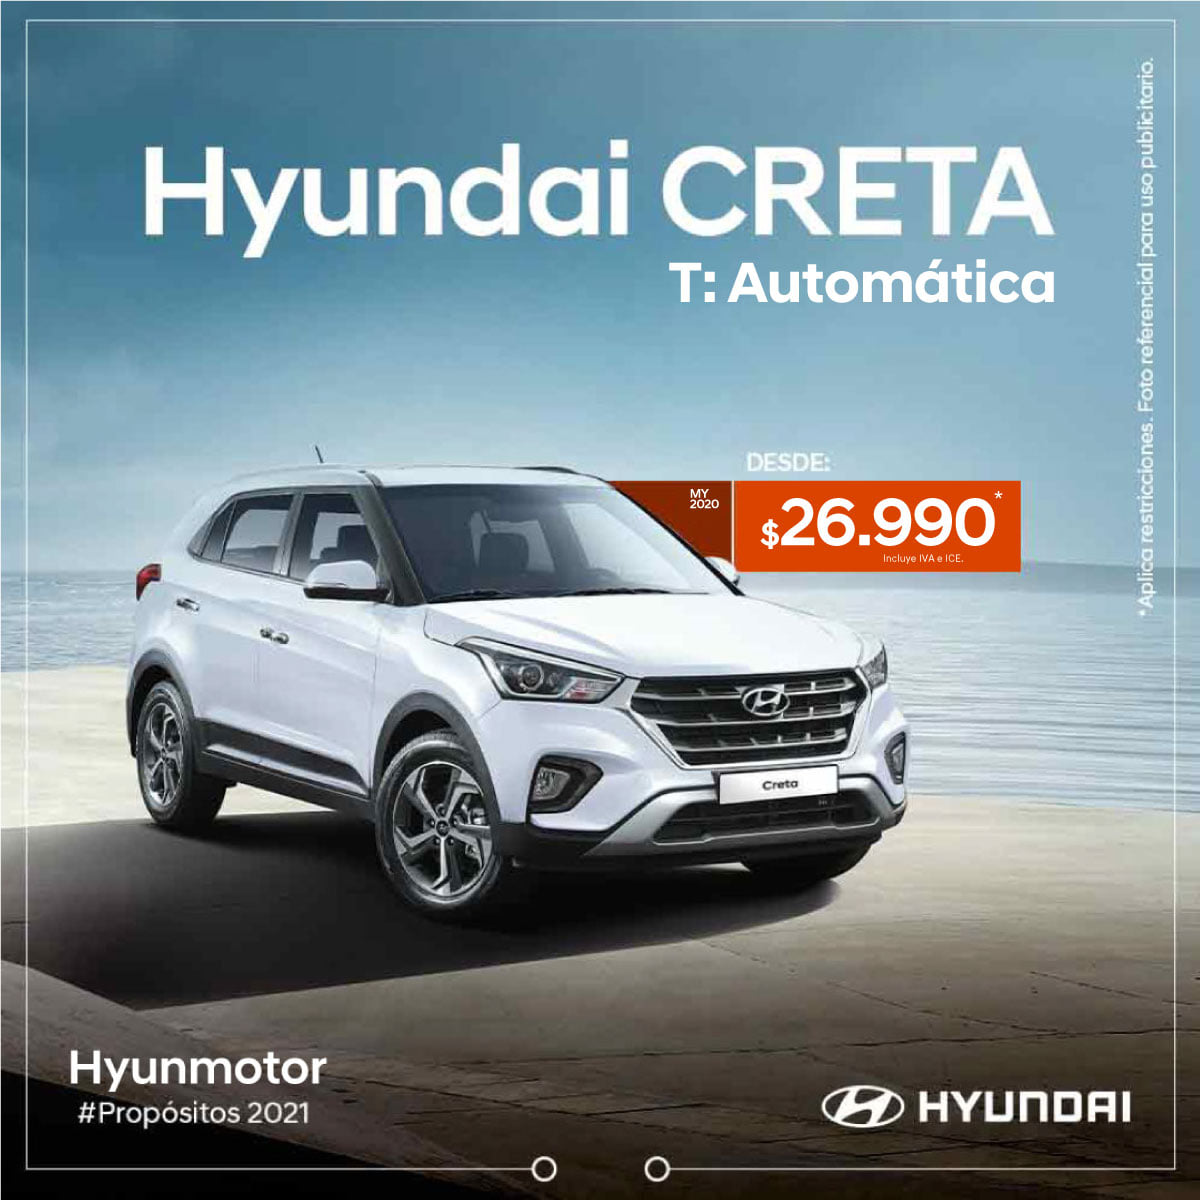 Hyundai CRETA
T: Automática
DESDE:
MY
2020
$26.990*
Incluye IVA e ICE.
*Aplica restricciones. Foto referencial para uso publicitario.
Creta
Hyunmotor
#Propósitos 2021
HYUNDAI